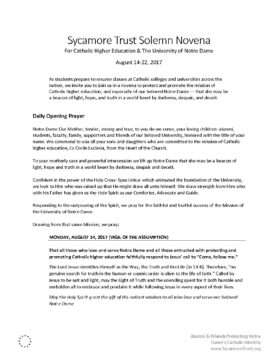 Sycamore Trust Solemn Novena
For Catholic Higher Education & The University of Notre Dame
August 14-22, 2017
As students prepare to resume classes at Catholic colleges and universities across the
nation, we invite you to join us in a novena to protect and promote the mission of
Catholic higher education, and especially of our beloved Notre Dame — that she may be
a beacon of light, hope, and truth in a world beset by darkness, despair, and deceit.
Daily Opening Prayer
Notre Dame Our Mother, tender, strong and true, to you do we come, your loving children-alumni,
students, faculty, family, supporters and friends of our beloved University, honored with the title of your
name. We commend to you all your sons and daughters who are committed to the mission of Catholic
higher education, Ex Corde Ecclesia, from the Heart of the Church.
To your motherly care and powerful intercession we lift up Notre Dame that she may be a beacon of
light, hope and truth in a world beset by darkness, despair and deceit.
Confident in the power of the Holy Cross-Spes Unica-which animated the foundation of the University,
we look to Him who was raised up that He might draw all unto himself. We draw strength from Him who
with His Father has given us the Holy Spirit as our Comforter, Advocate and Guide.
Responding to the outpouring of the Spirit, we pray for the faithful and fruitful success of the Mission of
the University of Notre Dame.
Drawing from that same Mission, we pray:
MONDAY, AUGUST 14, 2017 (VIGIL OF THE ASSUMPTION)
That all those who love and serve Notre Dame and all those entrusted with protecting and
promoting Catholic higher education faithfully respond to Jesus' call to "Come, follow me."
The Lord Jesus identifies Himself as the Way, the Truth and the Life (Jn 14:6). Therefore, "no
genuine search for truth in the human or cosmic order is alien to the life of faith." Called by
Jesus to be salt and light, may the Light of Truth and the unending quest for it both humble and
embolden all to embrace and proclaim it while following Jesus in every aspect of their lives.
May the Holy Spirit grant the gift of his radiant wisdom to all who love and serve our beloved
Notre Dame
Alumni & Friends Protecting Notre
Dame's Catholic Identity
www.SycamoreTrust.org